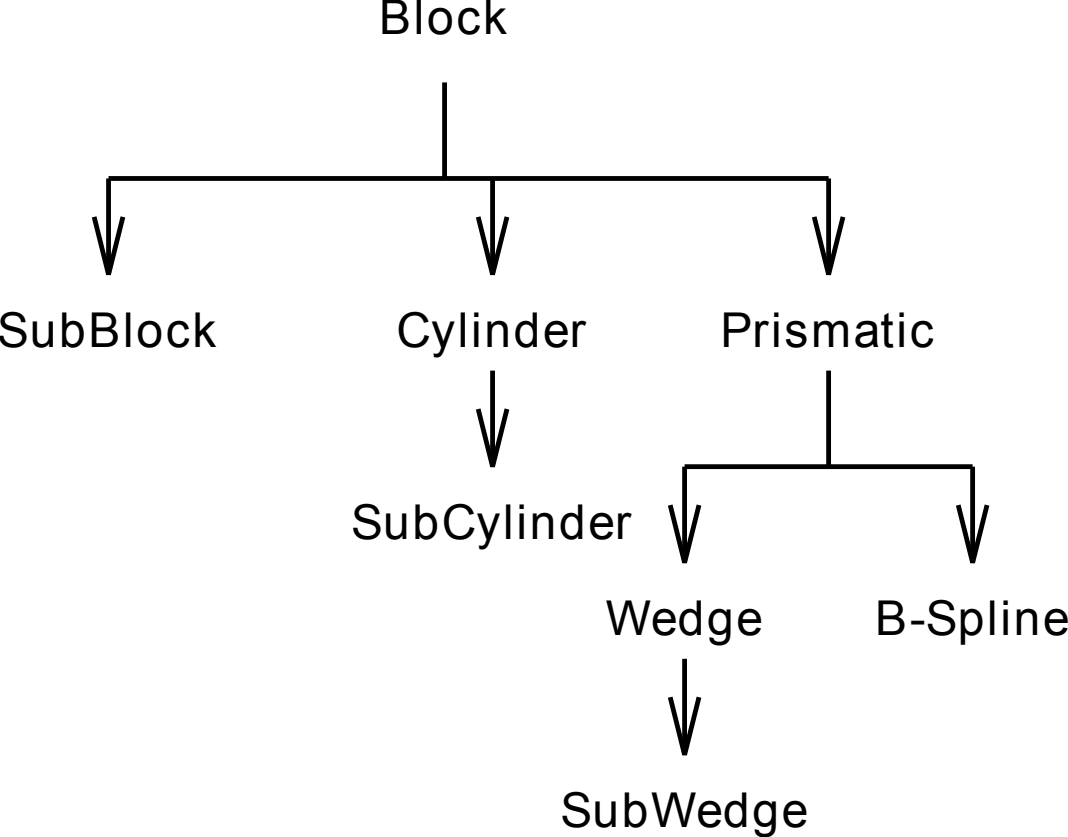 Block
SubBlock
Cylinder
Prismatic
SubCylinder
Wedge
B-Spline
SubWedge